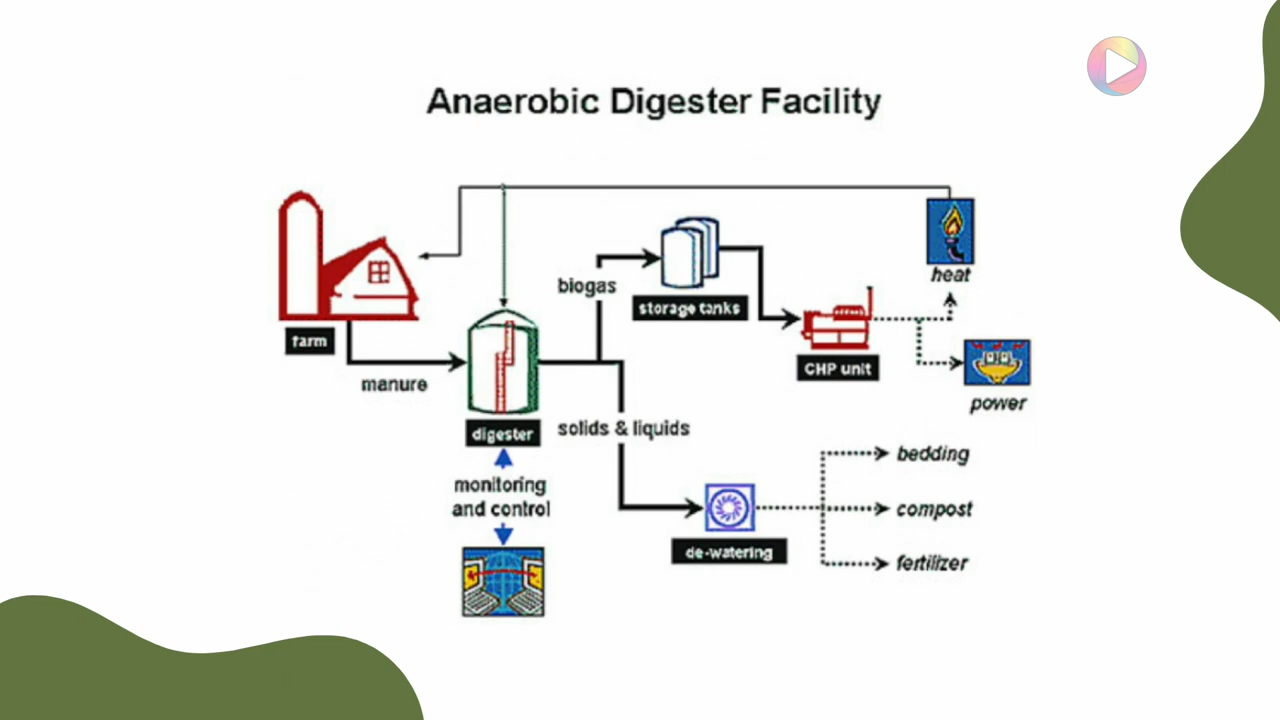 Anaerobic Digester Facility
heat
biogas
storage tanks
farm
CHP unit
manure
power
digester
solids & liquids
monitoring
and control
bedding
compost
de-watering
fertilizer